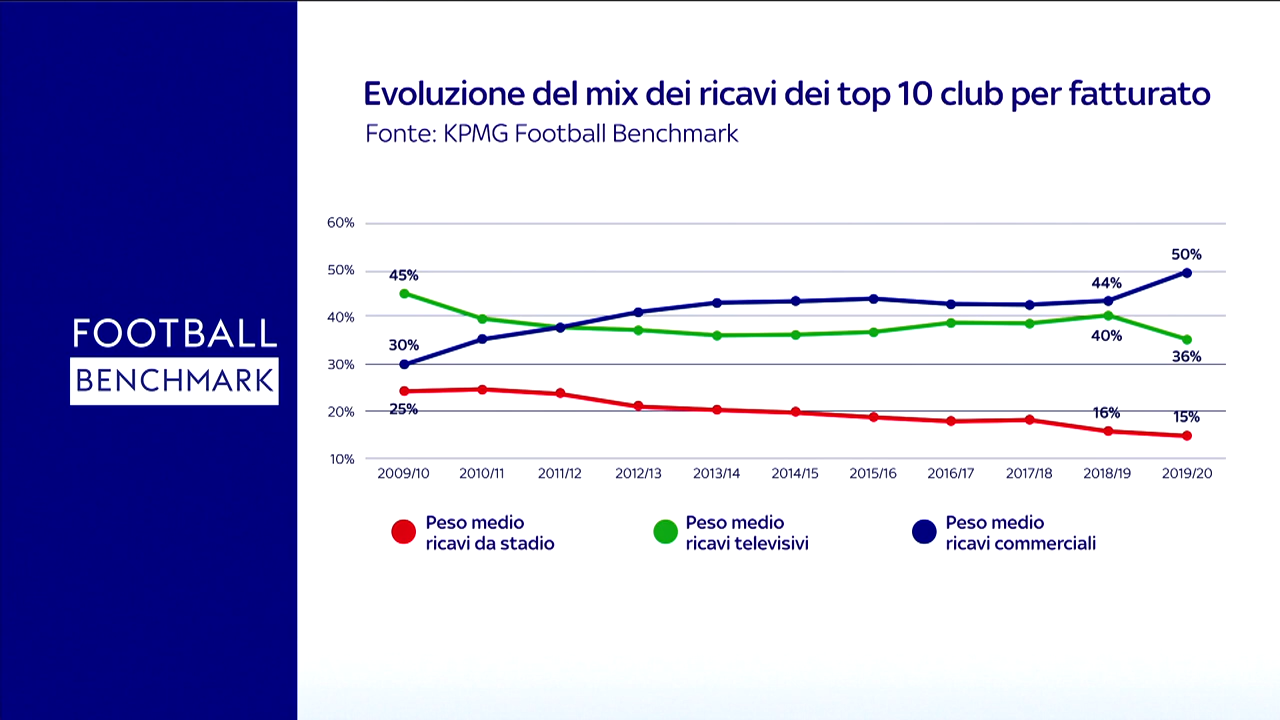 FOOTBALL
BENCHMARK
Evoluzione del mix dei ricavi dei top 10 club per fatturato
Fonte: KPMG Football Benchmark
60%
50%
40%
30%
20%
10%
45%
30%
25%
44%
40%
16%
50%
36%
15%
2009/10 2010/11 2011/12 2012/13 2013/14 2014/15 2015/16 2016/17 2017/18 2018/19 2019/20
Peso medio
ricavi da stadio
Peso medio
ricavi televisivi
Peso medio
ricavi commerciali